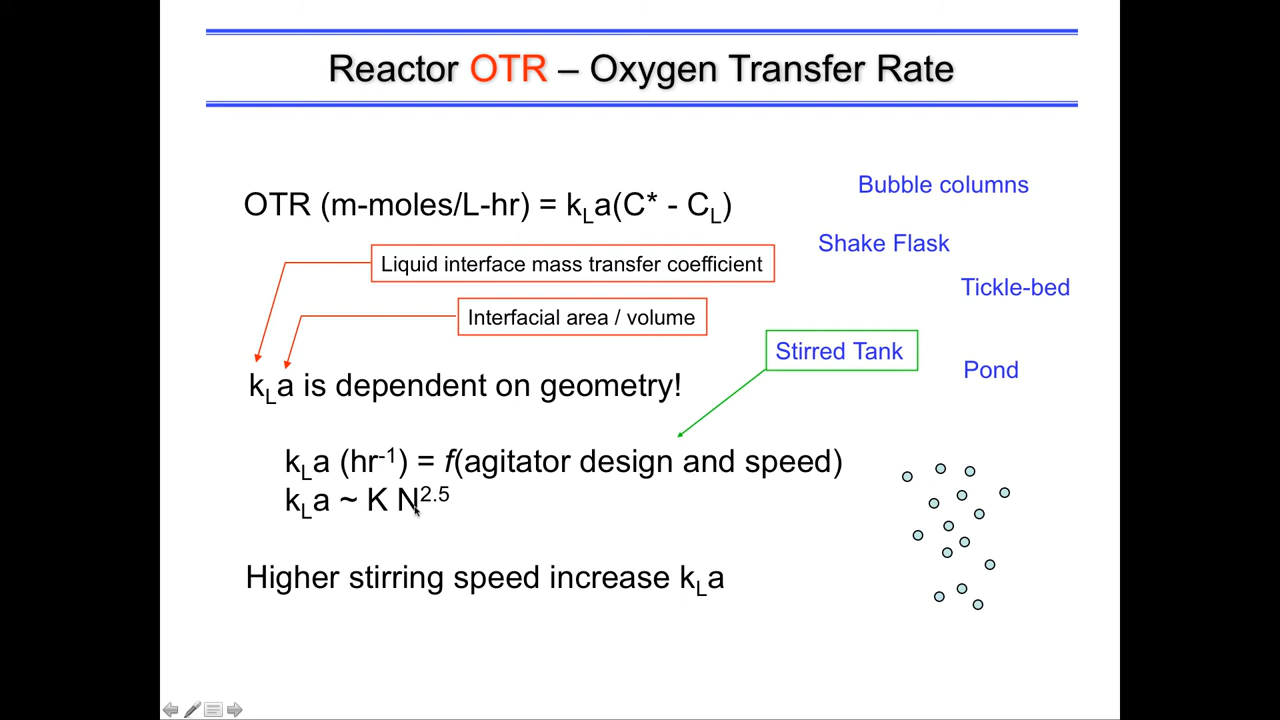 Reactor OTR – Oxygen Transfer Rate
OTR (m-moles/L-hr) = kLa(C* - CL)
Bubble columns
Shake Flask
Liquid interface mass transfer coefficient
Tickle-bed
Interfacial area / volume
Stirred Tank
Pond
kLa is dependent on geometry!
kLa (hr-1) = f(agitator design and speed)
kLa ~ K N2.5
Higher stirring speed increase kLa